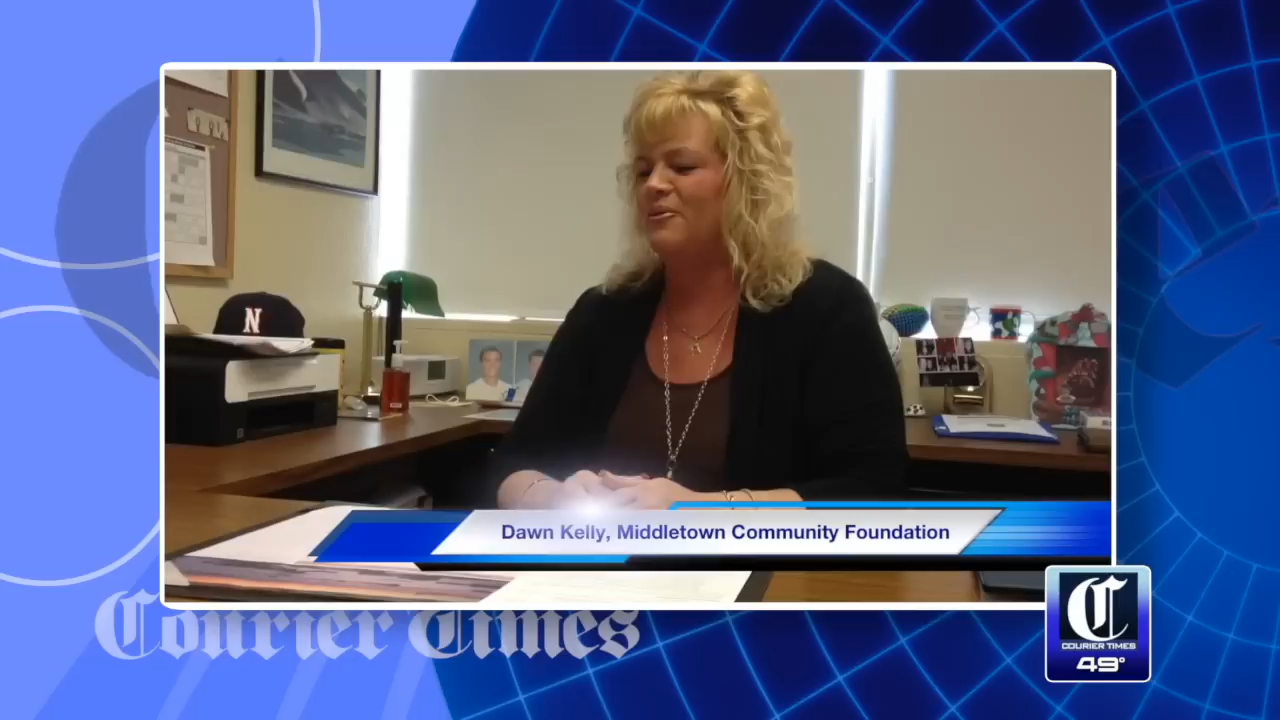 N
Dawn Kelly, Middletown Community Foundation
Courier Times
C
COURIER TIMES
49°